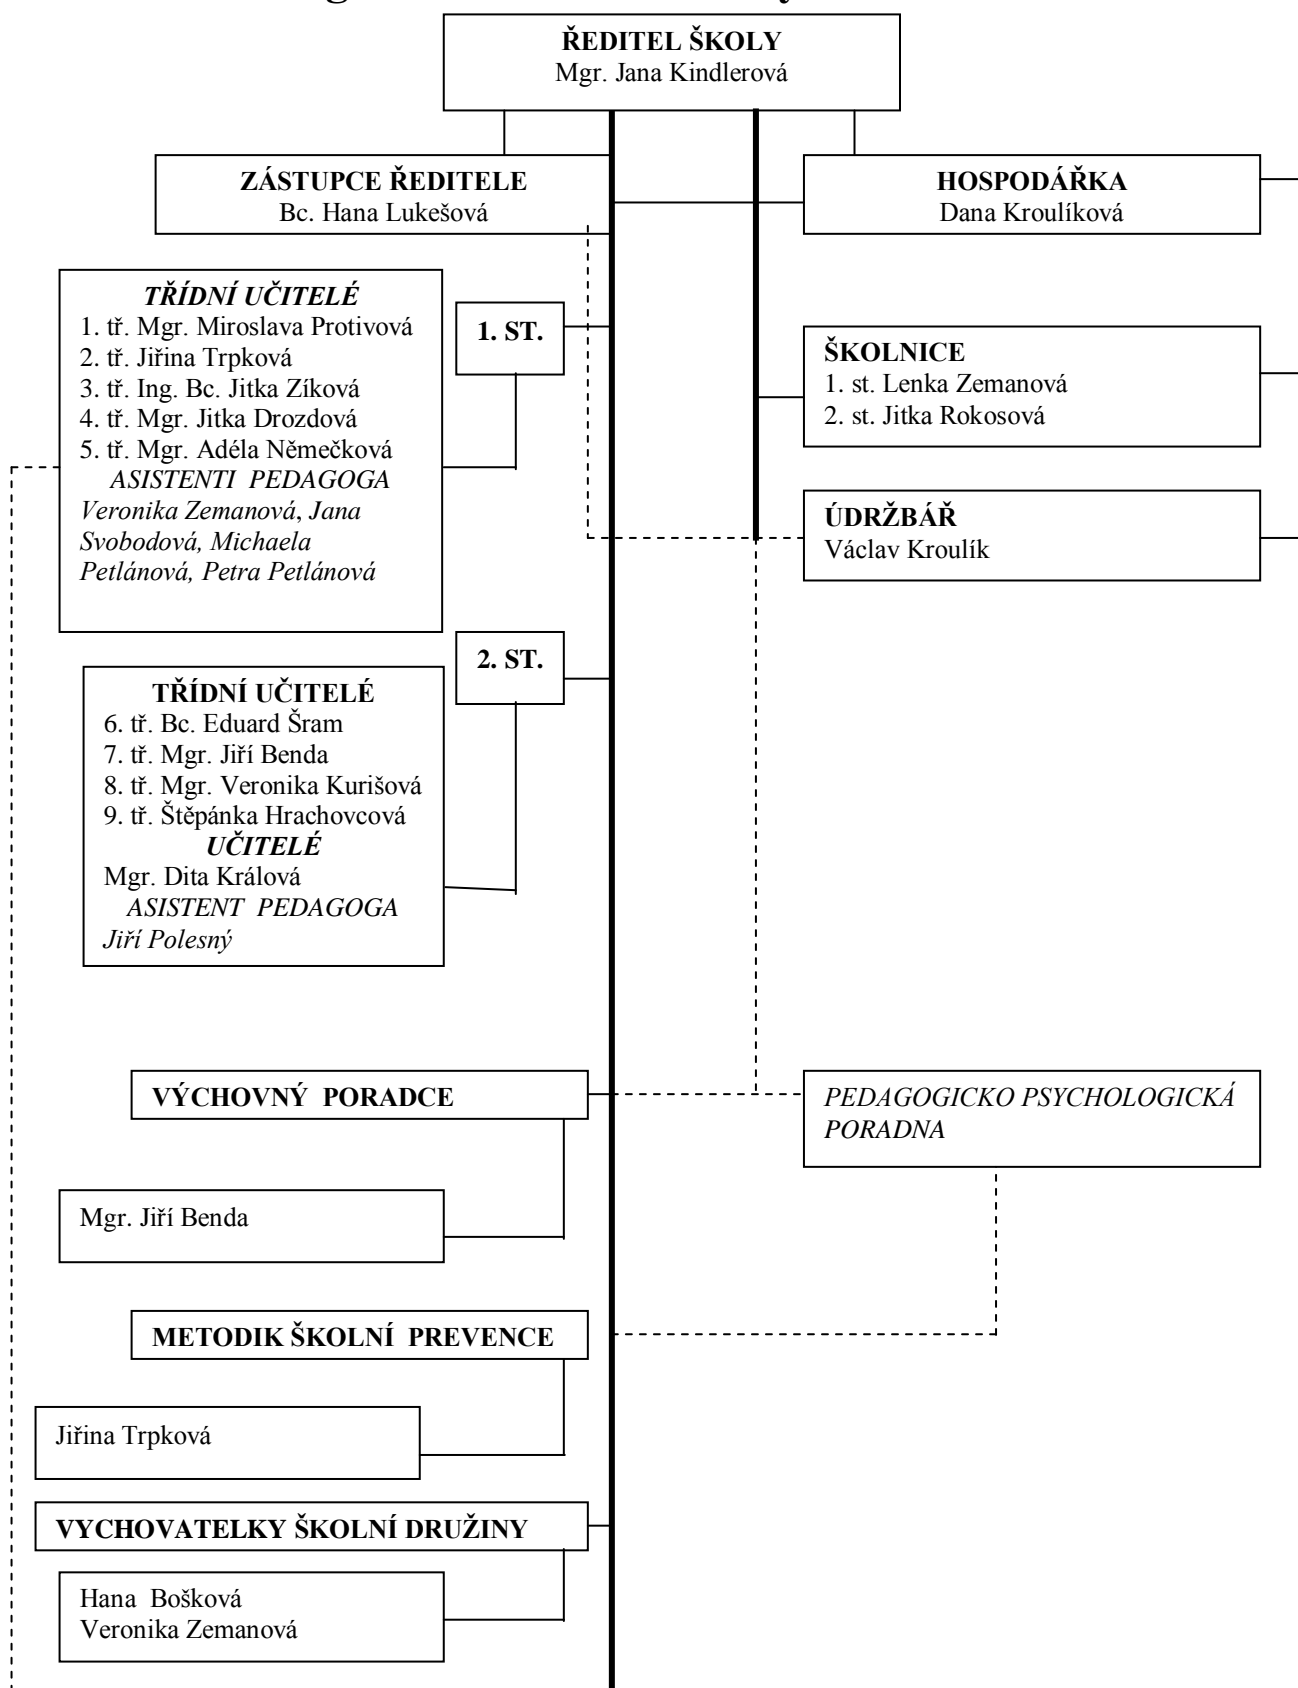 ŘEDITEL ŠKOLY
Mgr. Jana Kindlerová
ZÁSTUPCE ŘEDITELE
Bc. Hana Lukešová
HOSPODÁŘKA
Dana Kroulíková
TŘÍDNÍ UČITELÉ
1. tř. Mgr. Miroslava Protivová
2. tř. Jiřina Trpková
3. tř. Ing. Bc. Jitka Zíková
4. tř. Mgr. Jitka Drozdová
5. tř. Mgr. Adéla Němečková
ASISTENTI PEDAGOGA
Veronika Zemanová, Jana
Svobodová, Michaela
Petlánová, Petra Petlánová
1. ST.
ŠKOLNICE
1. st. Lenka Zemanová
2. st. Jitka Rokosová
ÚDRŽBÁŘ
Václav Kroulík
2. ST.
TŘÍDNÍ UČITELÉ
6. tř. Bc. Eduard Šram
7. tř. Mgr. Jiří Benda
8. tř. Mgr. Veronika Kurišová
9. tř. Štěpánka Hrachovcová
UČITELÉ
Mgr. Dita Králová
ASISTENT PEDAGOGA
Jiří Polesný
VÝCHOVNÝ PORADCE
PEDAGOGICKO PSYCHOLOGICKÁ
PORADNA
Mgr. Jiří Benda
METODIK ŠKOLNÍ PREVENCE
Jiřina Trpková
VYCHOVATELKY ŠKOLNÍ DRUŽINY
Hana Bošková
Veronika Zemanová